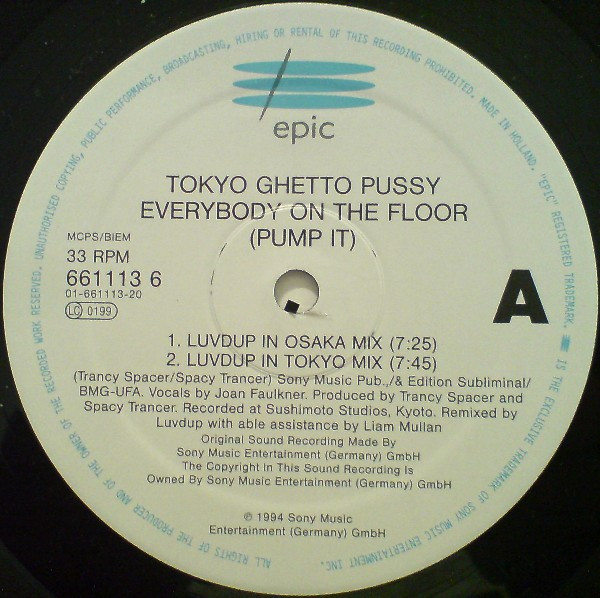 epic
TOKYO GHETTO PUSSY
EVERYBODY ON THE FLOOR
(PUMP IT)
MCPS/BIEM
33 RPM
661113 6
01-661113-20
LC 0199
A
1. LUVDUP IN OSAKA MIX (7:25)
2. LUVDUP IN TOKYO MIX (7:45)
(Trancy Spacer/Spacy Trancer) Sony Music Pub.,/& Edition Subliminal/
BMG-UFA. Vocals by Joan Faulkner. Produced by Trancy Spacer and
Spacy Trancer. Recorded at Sushimoto Studios, Kyoto. Remixed by
Luvdup with able assistance by Liam Mullan
Original Sound Recording Made By
Sony Music Entertainment (Germany) GmbH
The Copyright In This Sound Recording Is
Owned By Sony Music Entertainment (Germany) GmbH
℗ 1994 Sony Music
Entertainment (Germany) GmbH
ALL RIGHTS OF THE PRODUCER AND OF THE OWNER OF THE RECORDED WORK RESERVED. UNAUTHORISED COPYING, PUBLIC PERFORMANCE, BROADCASTING, HIRING OR RENTAL OF THIS RECORDING PROHIBITED. MADE IN HOLLAND. "EPIC" REGISTERED TRADEMARK. IS THE EXCLUSIVE TRADEMARK OF SONY MUSIC ENTERTAINMENT INC.